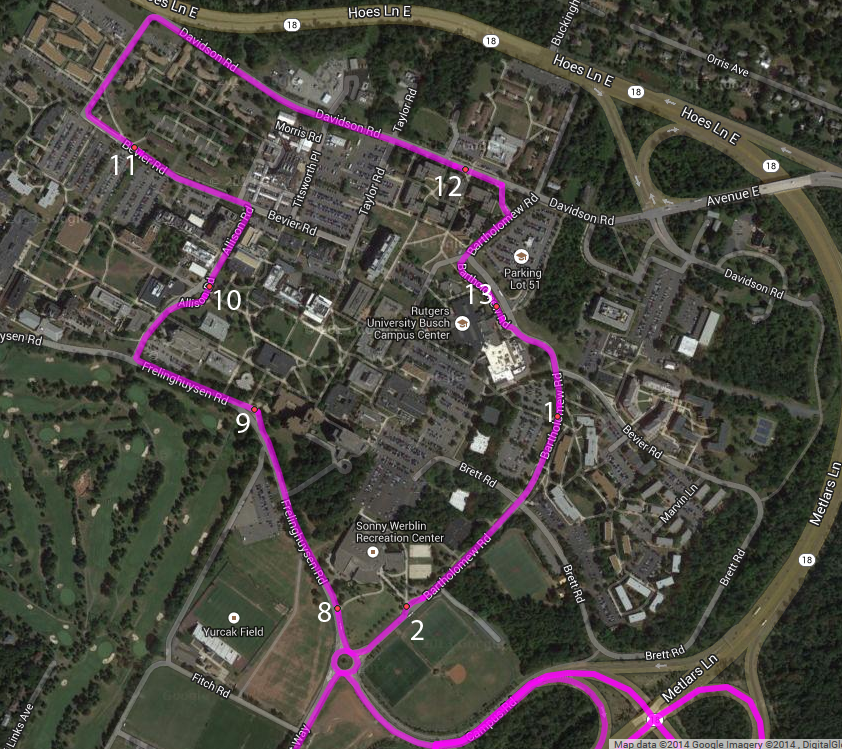 Hoes Ln E
18
Hoes Ln E
18
Buckingh
Orris Ave
Hoes Ln E
18
Hoes Ln E
18
Davidson Rd
Davidson Rd
Taylor Rd
Morris Rd
Titsworth Pl
Taylor Rd
11
Bevier Rd
12
Davidson Rd
Avenue E
Allison Rd
Bevier Rd
Bartholomew Rd
Parking
Lot 51
Davidson Rd
Allison Rd
10
13
Rutgers
University Busch
Campus Center
ysen Rd
Frelinghuysen Rd
9
1
Bartholomew Rd
Bevier Rd
Brett Rd
Marvin Ln
Metlars Ln
18
Frelinghuysen Rd
Sonny Werblin
Recreation Center
Bartholomew Rd
Brett Rd
Brett Rd
8
2
Yurcak Field
Fitch Rd
Brett Rd
Metlars Ln
Campus Rd
Links Ave
Way
Map data ©2014 Google Imagery ©2014 , DigitalGl